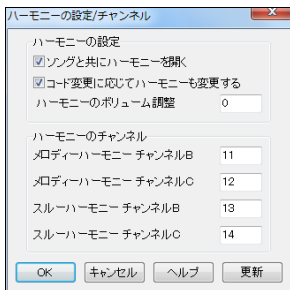 ハーモニーの設定/チャンネル
ハーモニーの設定
ソングと共にハーモニーを開く
コード変更に応じてハーモニーも変更する
ハーモニーのボリューム調整 0
ハーモニーのチャンネル
メロディーハーモニー チャンネルB 11
メロディーハーモニー チャンネルC 12
スルーハーモニー チャンネルB 13
スルーハーモニー チャンネルC 14
OK キャンセル ヘルプ 更新